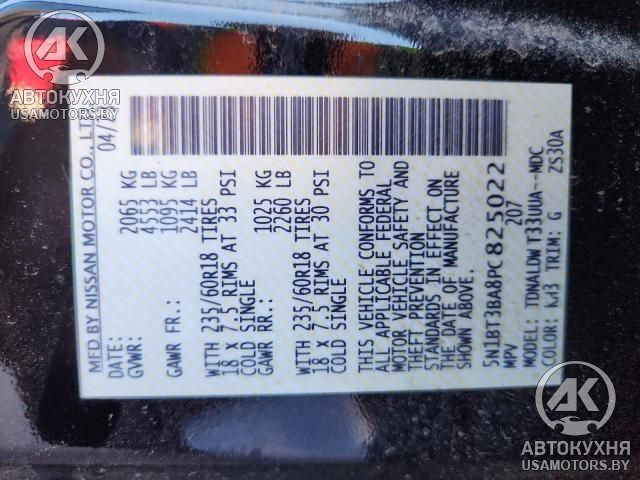 АК
АВТОКУХНЯ
USAMOTORS.BY
MFD BY NISSAN MOTOR CO., LT
DATE: 04/
GVWR: 2065 KG
4553 LB
GAWR FR.: 1095 KG
2414 LB
WITH 235/60R18 TIRES
18 X 7.5 RIMS AT 33 PSI
COLD SINGLE
GAWR RR.: 1025 KG
2260 LB
WITH 235/60R18 TIRES
18 X 7.5 RIMS AT 30 PSI
COLD SINGLE
THIS VEHICLE CONFORMS TO
ALL APPLICABLE FEDERAL
MOTOR VEHICLE SAFETY AND
THEFT PREVENTION
STANDARDS IN EFFECT ON
THE DATE OF MANUFACTURE
SHOWN ABOVE.
5N1BT3BA8PC825022
MPV 207
MODEL: TDNALDW T33UUA--MDC
COLOR: TRIM: G ZS30A
АК
АВТОКУХНЯ
USAMOTORS.BY